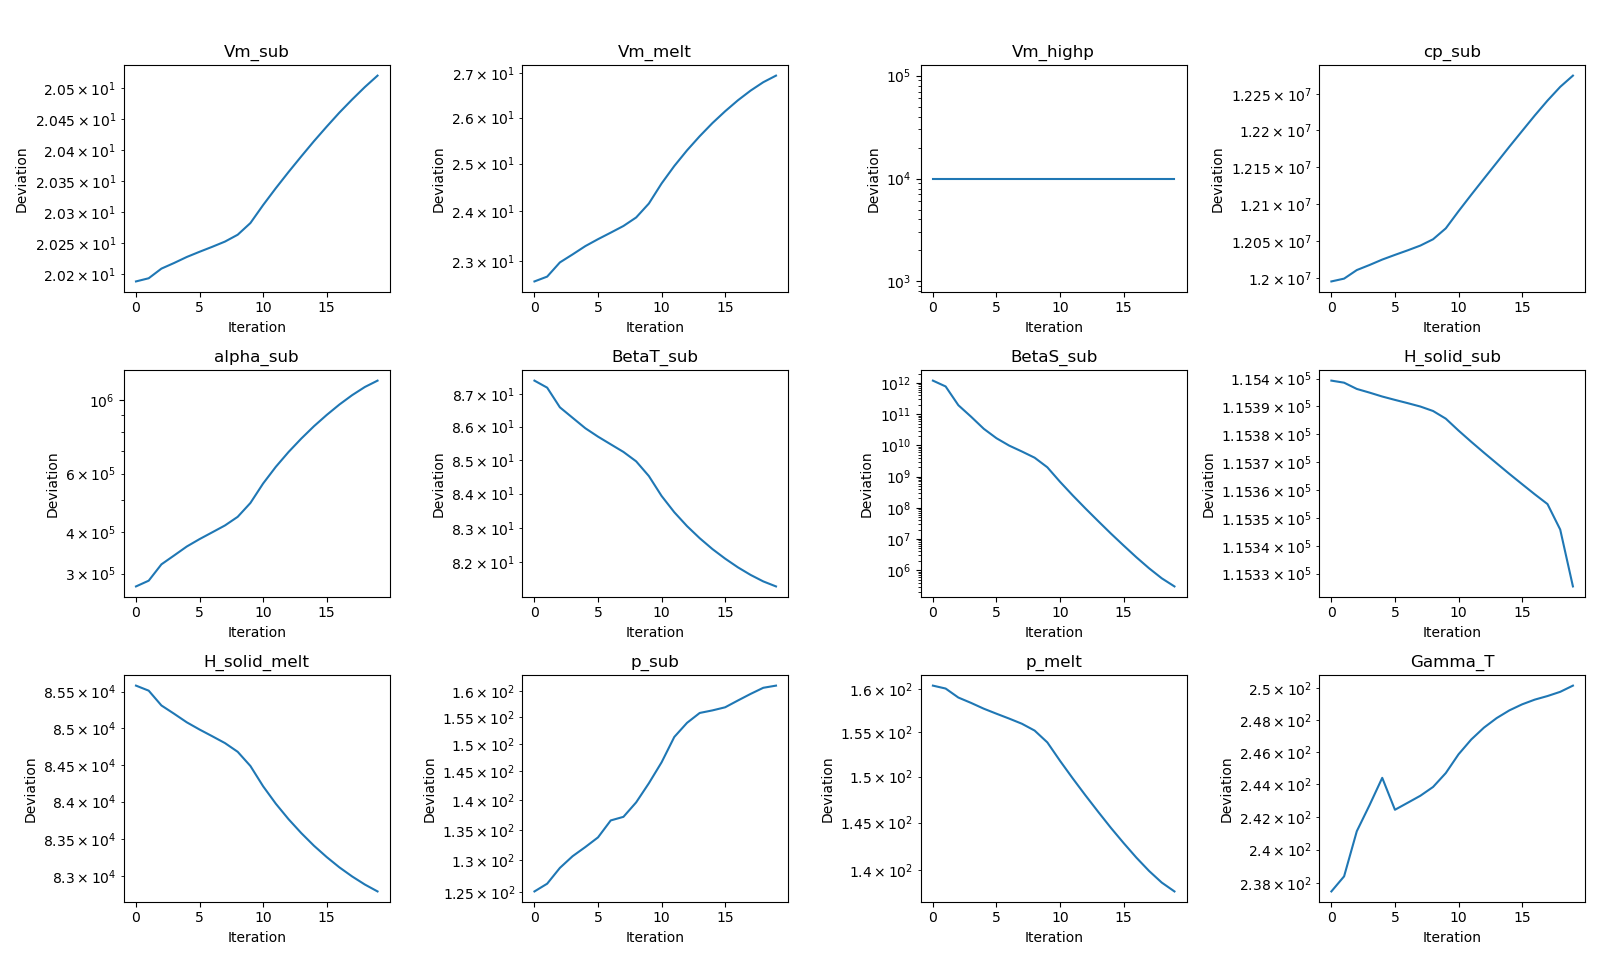 Vm_sub
Deviation
2.05 × 10¹
2.045 × 10¹
2.04 × 10¹
2.035 × 10¹
2.03 × 10¹
2.025 × 10¹
2.02 × 10¹
0 5 10 15
Iteration
Vm_melt
Deviation
2.7 × 10¹
2.6 × 10¹
2.5 × 10¹
2.4 × 10¹
2.3 × 10¹
0 5 10 15
Iteration
Vm_highp
Deviation
10⁵
10⁴
10³
0 5 10 15
Iteration
cp_sub
Deviation
1.225 × 10⁷
1.22 × 10⁷
1.215 × 10⁷
1.21 × 10⁷
1.205 × 10⁷
1.2 × 10⁷
0 5 10 15
Iteration
alpha_sub
Deviation
10⁶
6 × 10⁵
4 × 10⁵
3 × 10⁵
0 5 10 15
Iteration
BetaT_sub
Deviation
8.7 × 10¹
8.6 × 10¹
8.5 × 10¹
8.4 × 10¹
8.3 × 10¹
8.2 × 10¹
0 5 10 15
Iteration
BetaS_sub
Deviation
10¹²
10¹¹
10¹⁰
10⁹
10⁸
10⁷
10⁶
0 5 10 15
Iteration
H_solid_sub
Deviation
1.154 × 10⁵
1.1539 × 10⁵
1.1538 × 10⁵
1.1537 × 10⁵
1.1536 × 10⁵
1.1535 × 10⁵
1.1534 × 10⁵
1.1533 × 10⁵
0 5 10 15
Iteration
H_solid_melt
Deviation
8.55 × 10⁴
8.5 × 10⁴
8.45 × 10⁴
8.4 × 10⁴
8.35 × 10⁴
8.3 × 10⁴
0 5 10 15
Iteration
p_sub
Deviation
1.6 × 10²
1.55 × 10²
1.5 × 10²
1.45 × 10²
1.4 × 10²
1.35 × 10²
1.3 × 10²
1.25 × 10²
0 5 10 15
Iteration
p_melt
Deviation
1.6 × 10²
1.55 × 10²
1.5 × 10²
1.45 × 10²
1.4 × 10²
0 5 10 15
Iteration
Gamma_T
Deviation
2.5 × 10²
2.48 × 10²
2.46 × 10²
2.44 × 10²
2.42 × 10²
2.4 × 10²
2.38 × 10²
0 5 10 15
Iteration